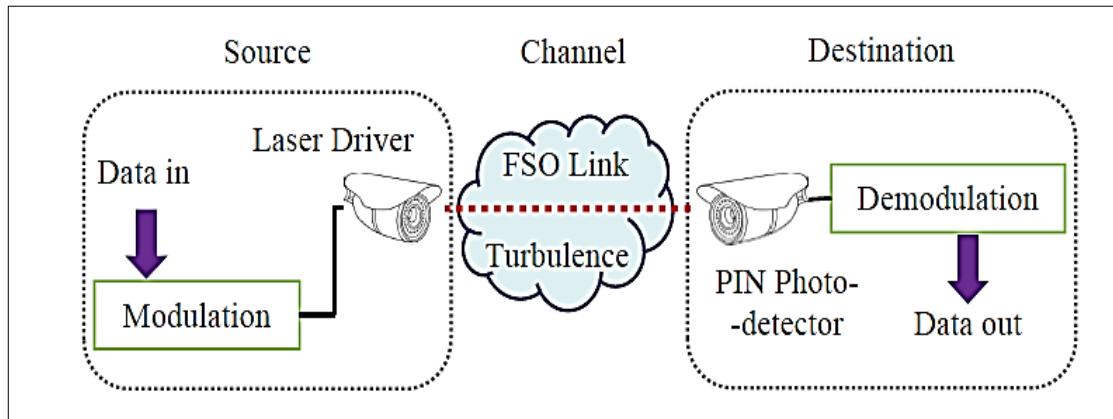 Source
Channel
Destination
Laser Driver
Data in
Modulation
FSO Link
Turbulence
Demodulation
PIN Photo-
-detector
Data out